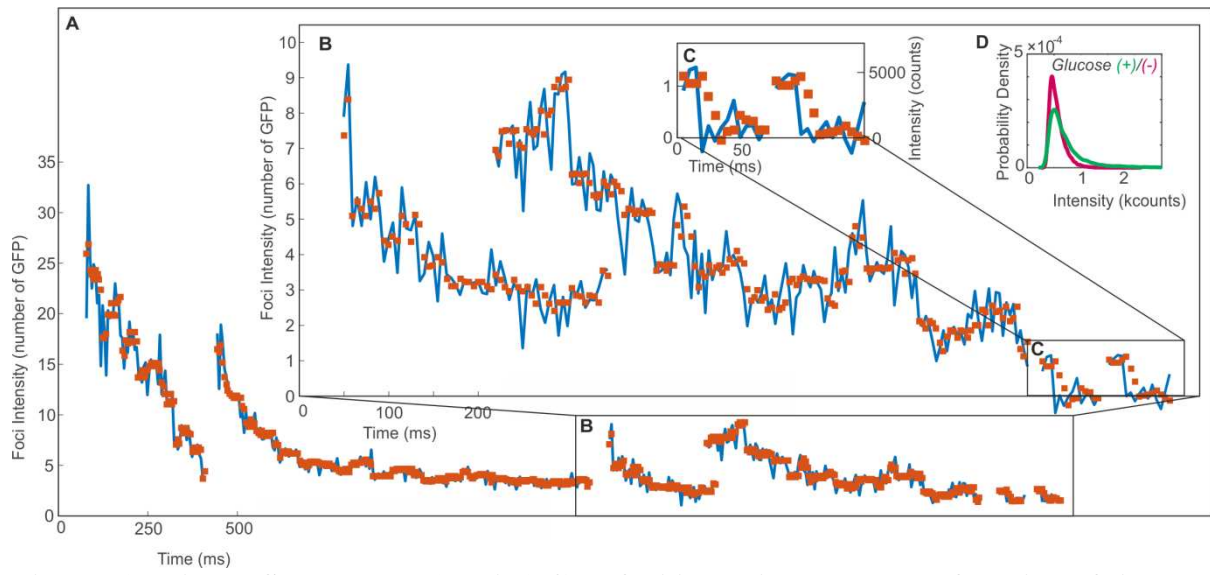 A
B
C
D
10
9
8
7
6
5
4
3
2
1
0
Foci Intensity (number of GFP)
0
100
200
Time (ms)
1
0
5000
0
Intensity (counts)
0
50
Time (ms)
5 ×10⁻⁴
0
Probability Density
Glucose (+)/(-)
0
1
2
Intensity (kcounts)
C
B
35
30
25
20
15
10
5
0
Foci Intensity (number of GFP)
0
250
500
Time (ms)